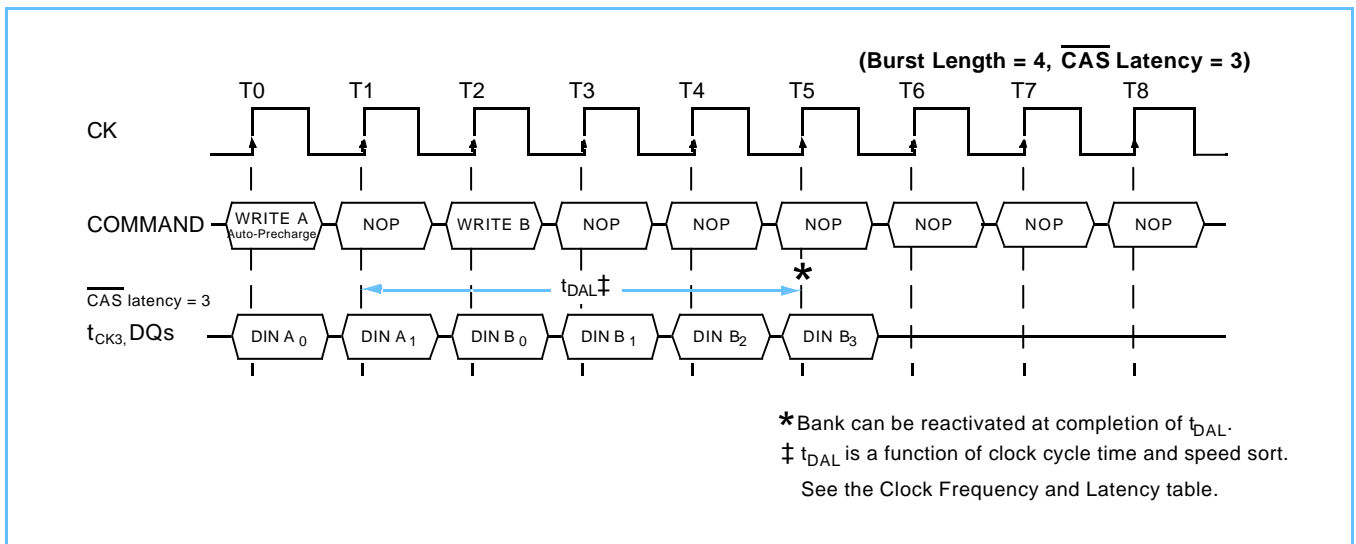 (Burst Length = 4, CAS Latency = 3)
T0 T1 T2 T3 T4 T5 T6 T7 T8
CK
COMMAND WRITE A Auto-Precharge NOP WRITE B NOP NOP NOP NOP NOP NOP
*
tDAL‡
CAS latency = 3
tCK3, DQs DIN A0 DIN A1 DIN B0 DIN B1 DIN B2 DIN B3
* Bank can be reactivated at completion of tDAL.
‡ tDAL is a function of clock cycle time and speed sort.
See the Clock Frequency and Latency table.